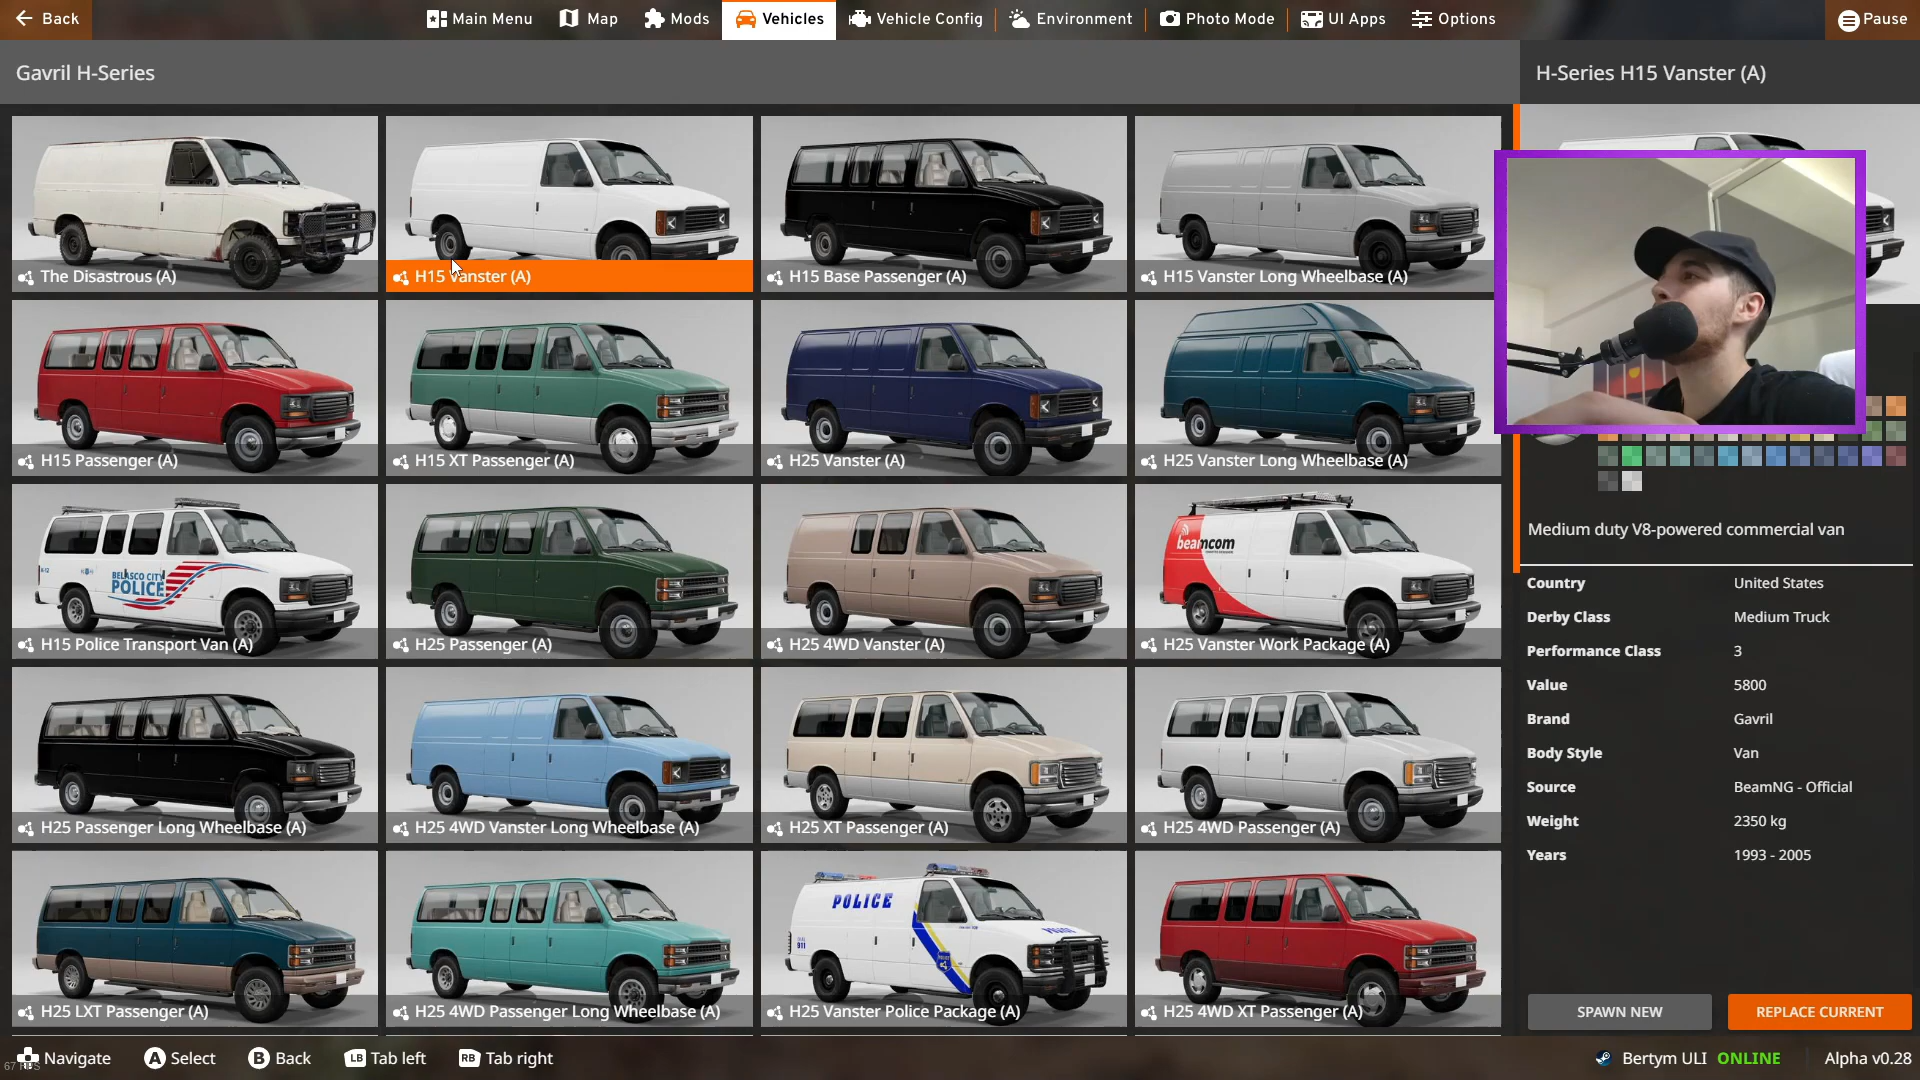 Back
Main Menu
Map
Mods
Vehicles
Vehicle Config
Environment
Photo Mode
UI Apps
Options
Pause
Gavril H-Series
H-Series H15 Vanster (A)
The Disastrous (A)
H15 Vanster (A)
H15 Base Passenger (A)
H15 Vanster Long Wheelbase (A)
H15 Passenger (A)
H15 XT Passenger (A)
H25 Vanster (A)
H25 Vanster Long Wheelbase (A)
BELASCO CITY
POLICE
beamcom
H15 Police Transport Van (A)
H25 Passenger (A)
H25 4WD Vanster (A)
H25 Vanster Work Package (A)
H25 Passenger Long Wheelbase (A)
H25 4WD Vanster Long Wheelbase (A)
H25 XT Passenger (A)
H25 4WD Passenger (A)
POLICE
911
H25 LXT Passenger (A)
H25 4WD Passenger Long Wheelbase (A)
H25 Vanster Police Package (A)
H25 4WD XT Passenger (A)
Medium duty V8-powered commercial van
Country United States
Derby Class Medium Truck
Performance Class 3
Value 5800
Brand Gavril
Body Style Van
Source BeamNG - Official
Weight 2350 kg
Years 1993 - 2005
SPAWN NEW
REPLACE CURRENT
Navigate
A Select
B Back
LB Tab left
RB Tab right
Bertym ULI ONLINE
Alpha v0.28